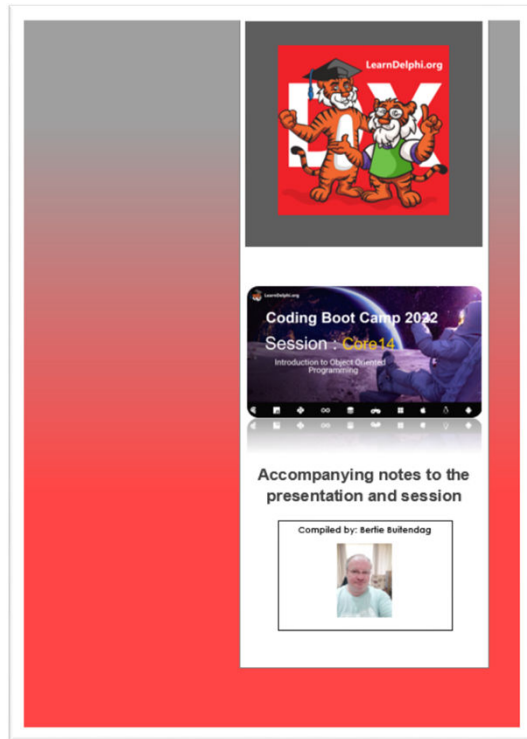 LearnDelphi.org
LearnDelphi.org
Coding Boot Camp 2022
Session : Core14
Introduction to Object Oriented
Programming
Accompanying notes to the
presentation and session
Compiled by: Bertie Buitendag